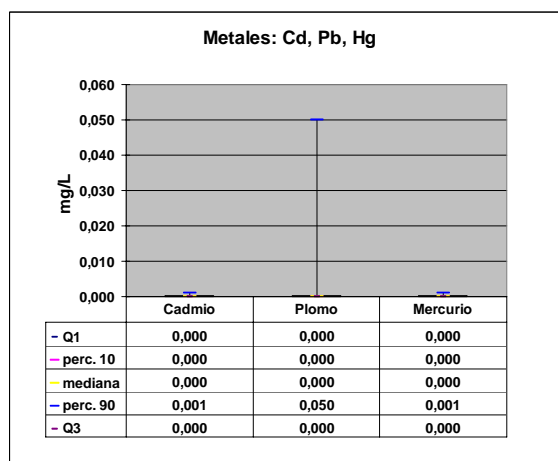 Metales: Cd, Pb, Hg
0,060
0,050
0,040
0,030
0,020
0,010
0,000
mg/L
Cadmio Plomo Mercurio
Q1 0,000 0,000 0,000
perc. 10 0,000 0,000 0,000
mediana 0,000 0,000 0,000
perc. 90 0,001 0,050 0,001
Q3 0,000 0,000 0,000